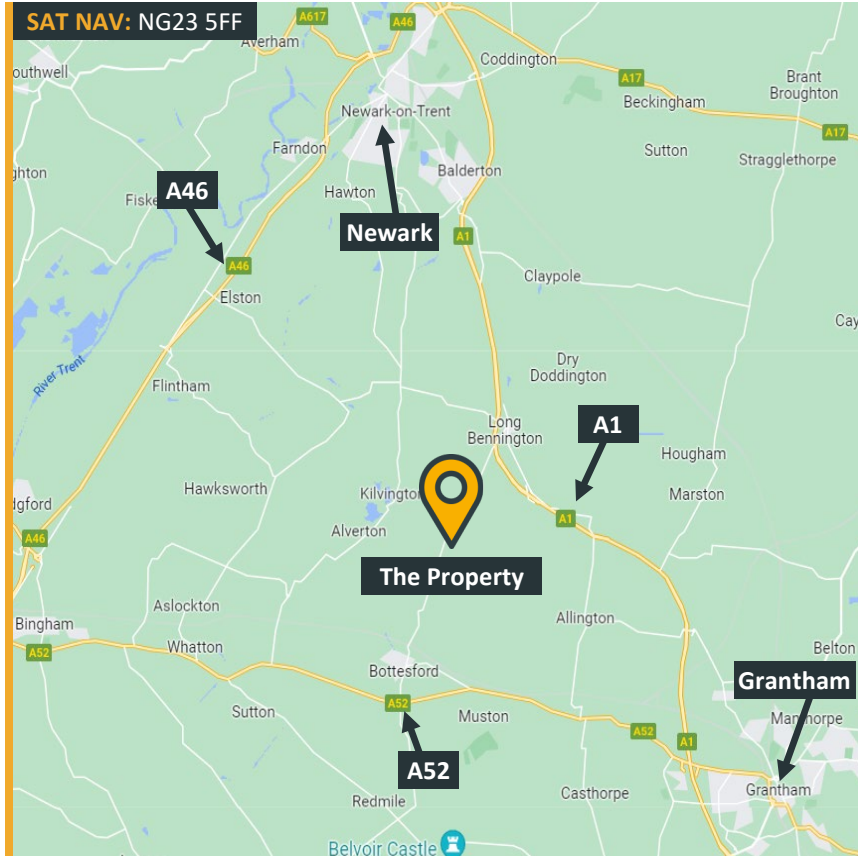 SAT NAV: NG23 5FF
A617
A46
Averham
Coddington
outhwell
A17
Brant
Broughton
Beckingham
Newark-on-Trent
A17
Farndon
Sutton
Stragglethorpe
ghton
Balderton
A46
Fiske
Hawton
Newark
A1
A46
Claypole
Elston
Cay
River Trent
Dry
Doddington
Flintham
Long
Bennington
A1
Hougham
Hawksworth
Kilvington
Marston
dgford
A1
Alverton
A46
The Property
Aslockton
Allington
Bingham
Whatton
Belton
A52
Bottesford
Grantham
Sutton
A52
Muston
Manthorpe
A52
A1
A52
Redmile
Casthorpe
Grantham
Belvoir Castle